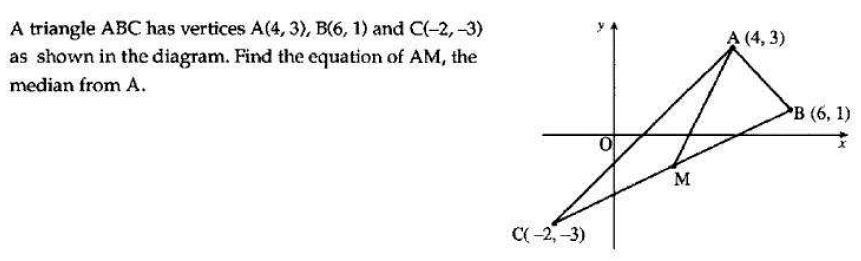 A triangle ABC has vertices A(4, 3), B(6, 1) and C(–2, –3)
as shown in the diagram. Find the equation of AM, the
median from A.
y
A (4, 3)
B (6, 1)
x
O
M
C(–2, –3)